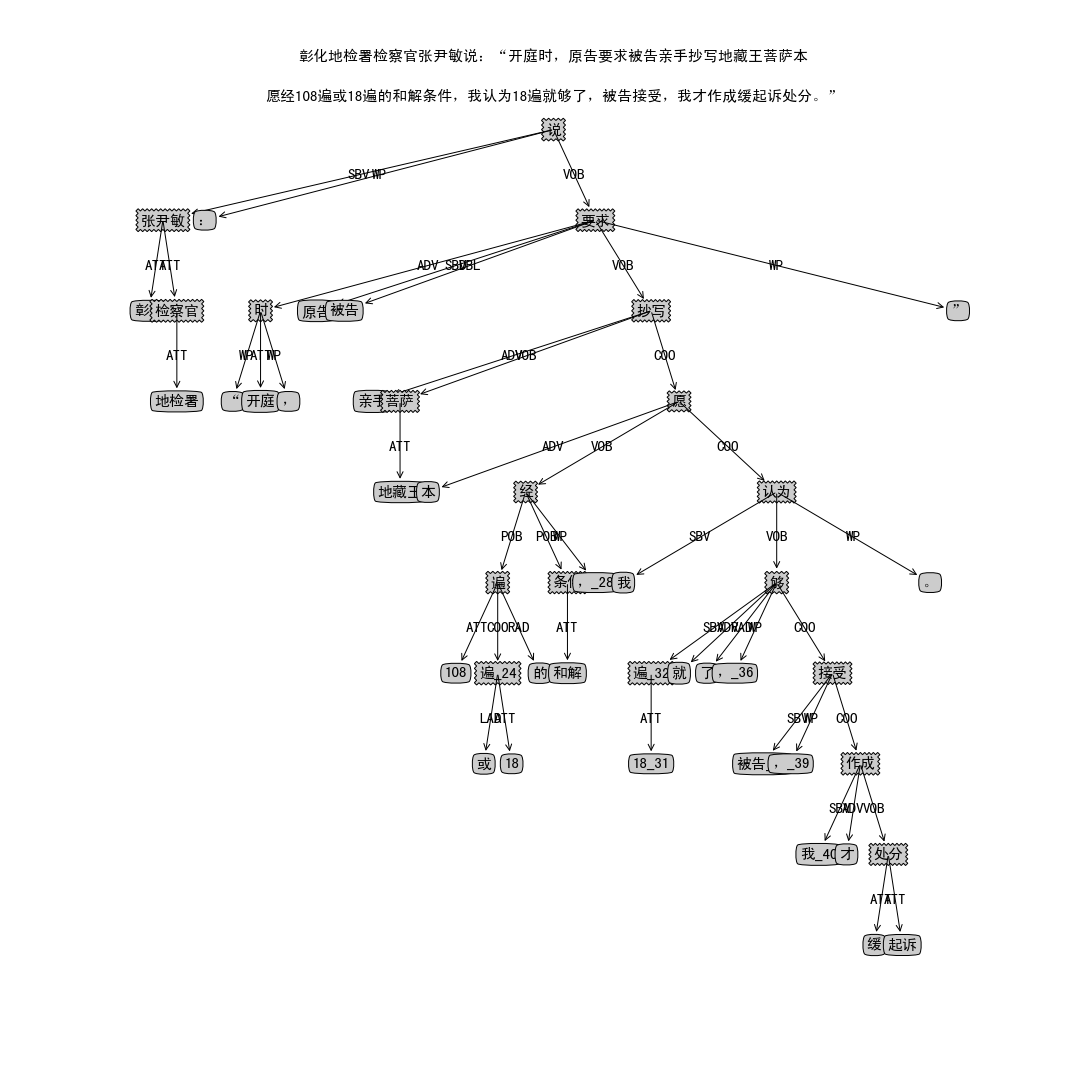 彰化地检署检察官张尹敏说：“开庭时，原告要求被告亲手抄写地藏王菩萨本
愿经108遍或18遍的和解条件，我认为18遍就够了，被告接受，我才作成缓起诉处分。”
说
SBV WP VOB
张尹敏 ： 要求
ATT ATT ADV SBV DBL VOB WP
检察官 时 原告 被告 抄写 ”
ATT WP ATT WP ADV VOB COO
地检署 “ 开庭 ， 亲手 菩萨 愿
ATT ADV VOB COO
地藏王 本 经 认为
POB POB WP SBV VOB WP
遍 条件 ，_28 我 够 。
ATT COO RAD ATT SBV ADV RAD WP COO
108 遍_24 的 和解 遍_32 就 了 ，_36 接受
LAD ATT ATT SBV WP COO
或 18 18_31 被告_ ，_39 作成
SBV ADV VOB
我_40 才 处分
ATT ATT
缓 起诉